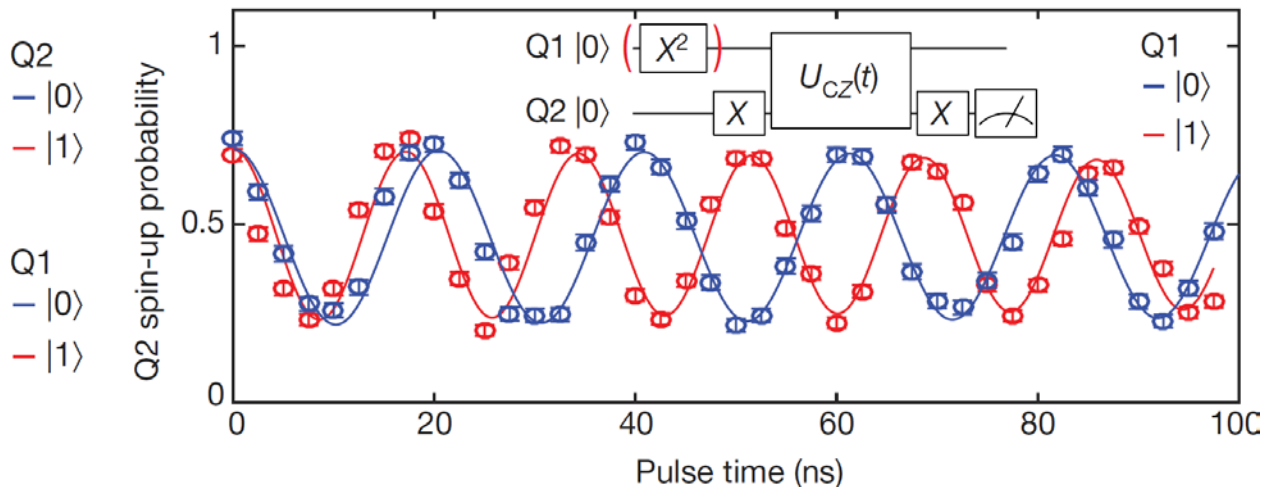 Q2
|0⟩
|1⟩
Q1
|0⟩
|1⟩
Q2 spin-up probability
1
0.5
0
Q1 |0⟩ ( X² )
U_CZ(t)
Q2 |0⟩ X X
Q1
|0⟩
|1⟩
0 20 40 60 80 100
Pulse time (ns)